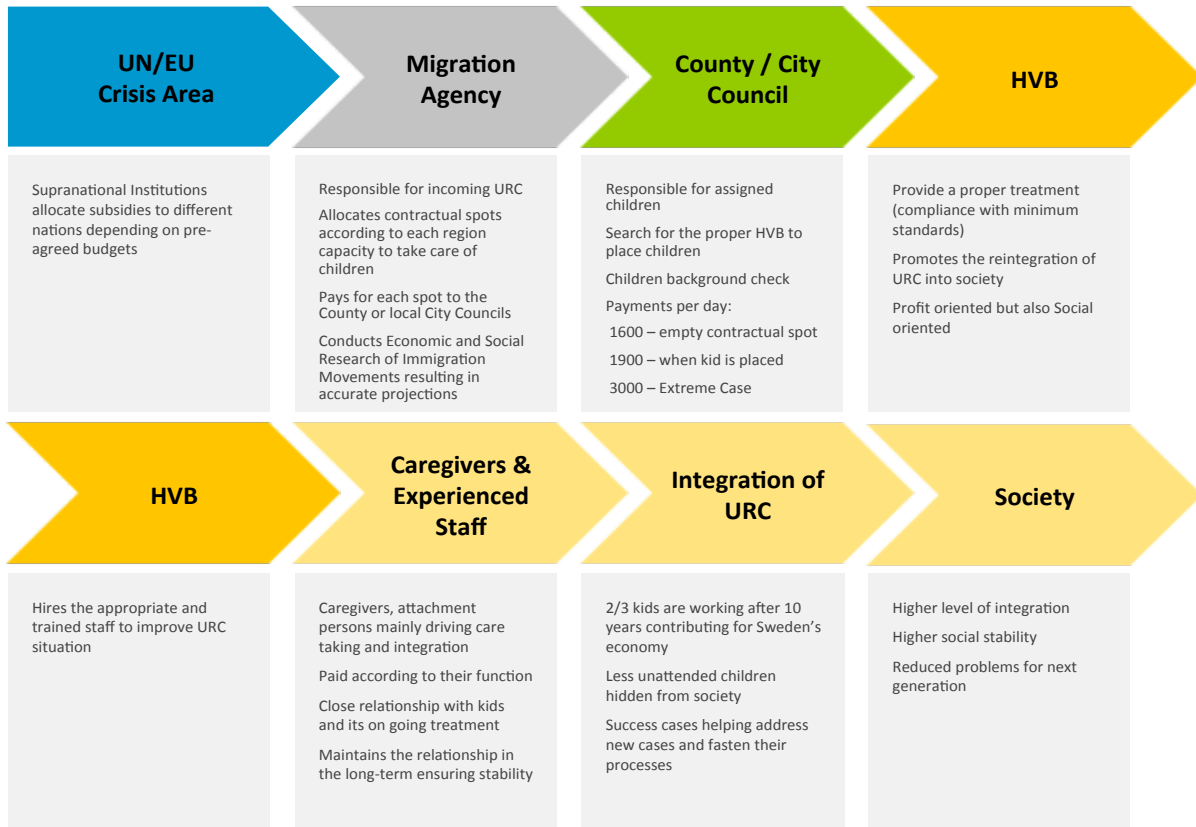 UN/EU
Crisis Area
Migration
Agency
County / City
Council
HVB
Supranational Institutions
allocate subsidies to different
nations depending on pre-
agreed budgets
Responsible for incoming URC
Allocates contractual spots
according to each region
capacity to take care of
children
Pays for each spot to the
County or local City Councils
Conducts Economic and Social
Research of Immigration
Movements resulting in
accurate projections
Responsible for assigned
children
Search for the proper HVB to
place children
Children background check
Payments per day:
1600 – empty contractual spot
1900 – when kid is placed
3000 – Extreme Case
Provide a proper treatment
(compliance with minimum
standards)
Promotes the reintegration of
URC into society
Profit oriented but also Social
oriented
HVB
Caregivers &
Experienced
Staff
Integration of
URC
Society
Hires the appropriate and
trained staff to improve URC
situation
Caregivers, attachment
persons mainly driving care
taking and integration
Paid according to their function
Close relationship with kids
and its on going treatment
Maintains the relationship in
the long-term ensuring stability
2/3 kids are working after 10
years contributing for Sweden's
economy
Less unattended children
hidden from society
Success cases helping address
new cases and fasten their
processes
Higher level of integration
Higher social stability
Reduced problems for next
generation